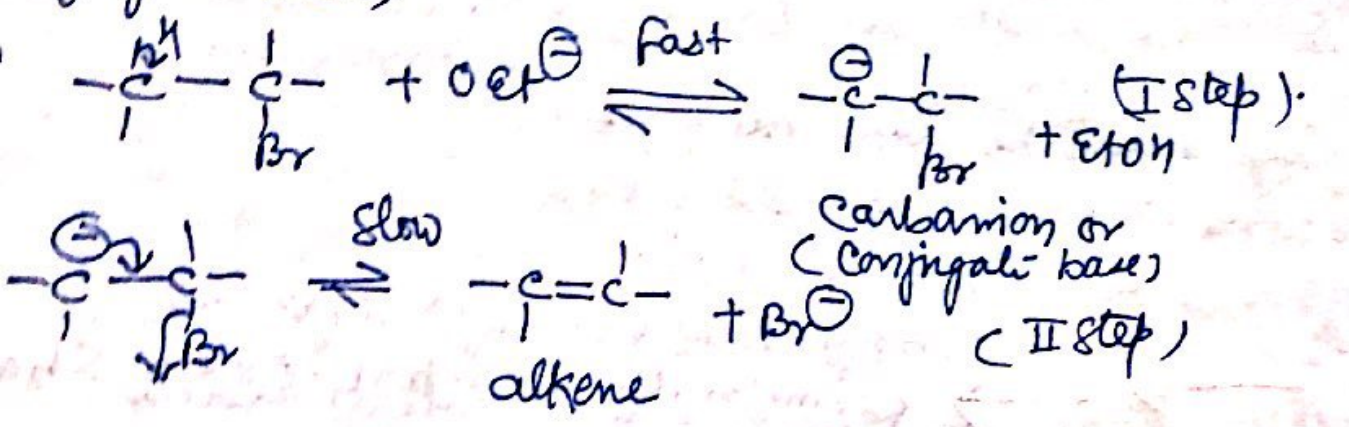 H
-C-C- + OEt⊖ fast ⇌ ⊖ -C-C- (I step).
Br Br + EtOH
Carbanion or
⊖ -C-C- slow ⇌ -C=C- + Br⊖ (Conjugate base)
Br (II step)
alkene